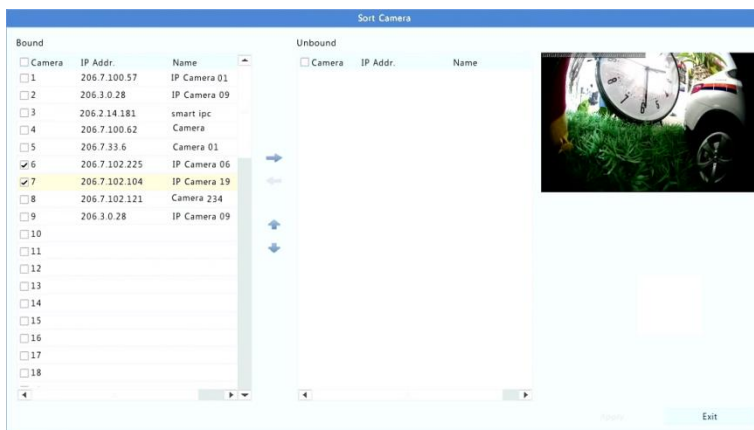 Sort Camera
Bound
Unbound
Camera IP Addr. Name
Camera IP Addr. Name
1 206.7.100.57 IP Camera 01
2 206.3.0.28 IP Camera 09
3 206.2.14.181 smart ipc
4 206.7.100.62 Camera
5 206.7.33.6 Camera 01
6 206.7.102.225 IP Camera 06
7 206.7.102.104 IP Camera 19
8 206.7.102.121 Camera 234
9 206.3.0.28 IP Camera 09
10
11
12
13
14
15
16
17
18
Exit